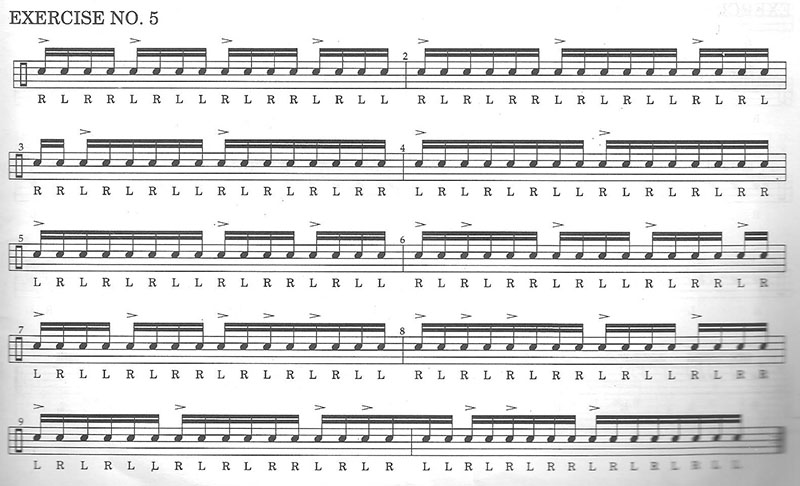 EXERCISE NO. 5
2
R L R R L R L L R L R R L R L L R L R L R R L R L R L L R L R L
3 4
R R L R L R L L R L R L R L R R L R L R L R L L R L R L R L R R
5 6
L R L R L R L L R L R R L R L L R L R L R R L R L L R L R R L R
7 8
L R L L R L R R L R L R L R L L R L R L R L R R L R L L R L R R
9
L R L R L L R L R L R R L R L R L L R L R L R R L R L R